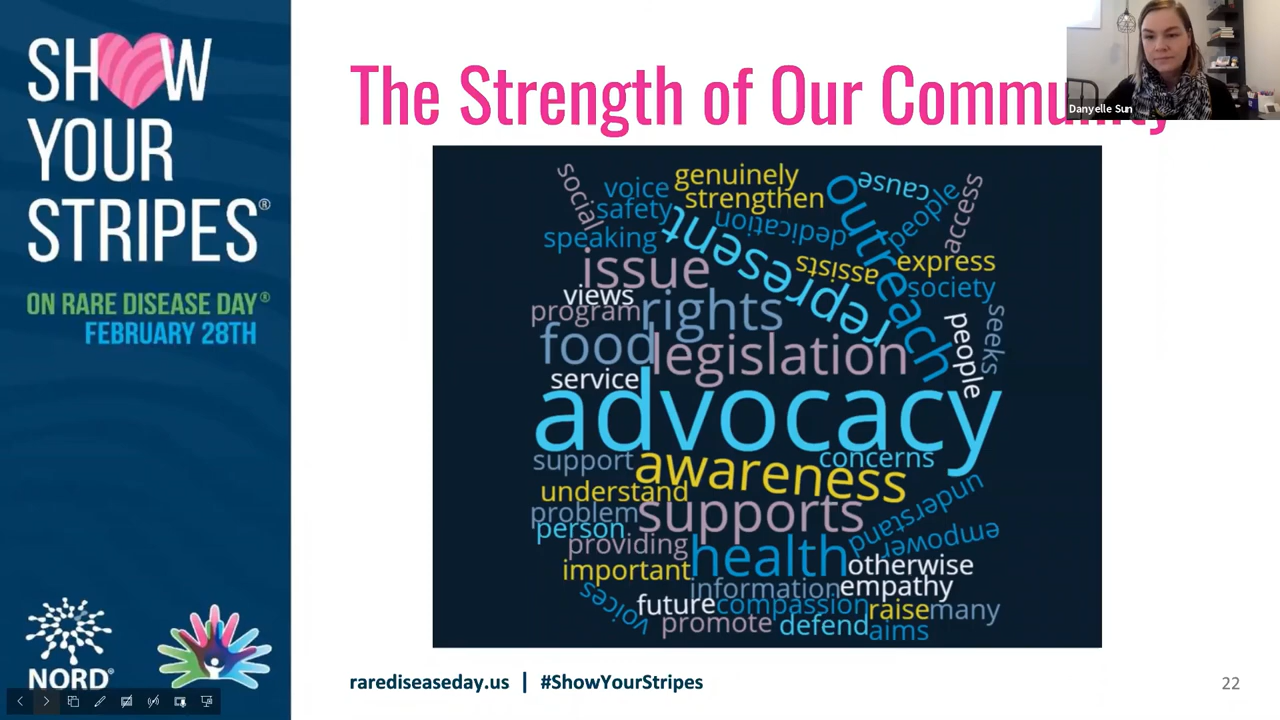 SHOW
YOUR
STRIPES®
ON RARE DISEASE DAY®
FEBRUARY 28TH
NORD®
The Strength of Our Community
Danyelle Sun
social
voice
genuinely
cause
safety
strengthen
outreach
people
access
speaking
dedication
represent
issue
assists
express
views
society
program
rights
seeks
food
legislation
people
service
advocacy
support
awareness
concerns
understand
understand
problem
supports
person
empower
providing
health
otherwise
important
information
empathy
voices
future
compassion
raise
many
promote
defend
aims
rarediseaseday.us | #ShowYourStripes
22